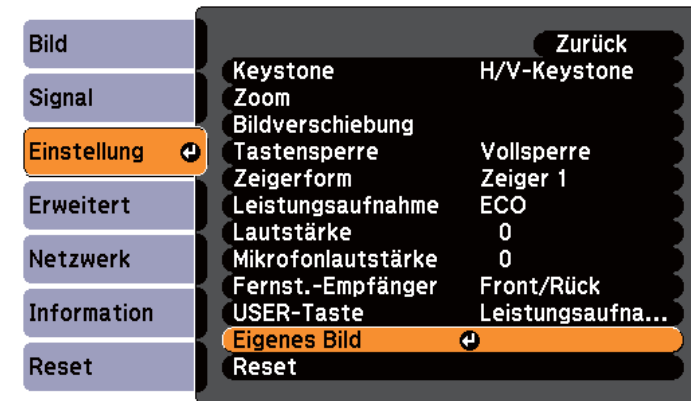 Bild
Signal
Einstellung
Erweitert
Netzwerk
Information
Reset
Zurück
Keystone H/V-Keystone
Zoom
Bildverschiebung
Tastensperre Vollsperre
Zeigerform Zeiger 1
Leistungsaufnahme ECO
Lautstärke 0
Mikrofonlautstärke 0
Fernst.-Empfänger Front/Rück
USER-Taste Leistungsaufna...
Eigenes Bild
Reset